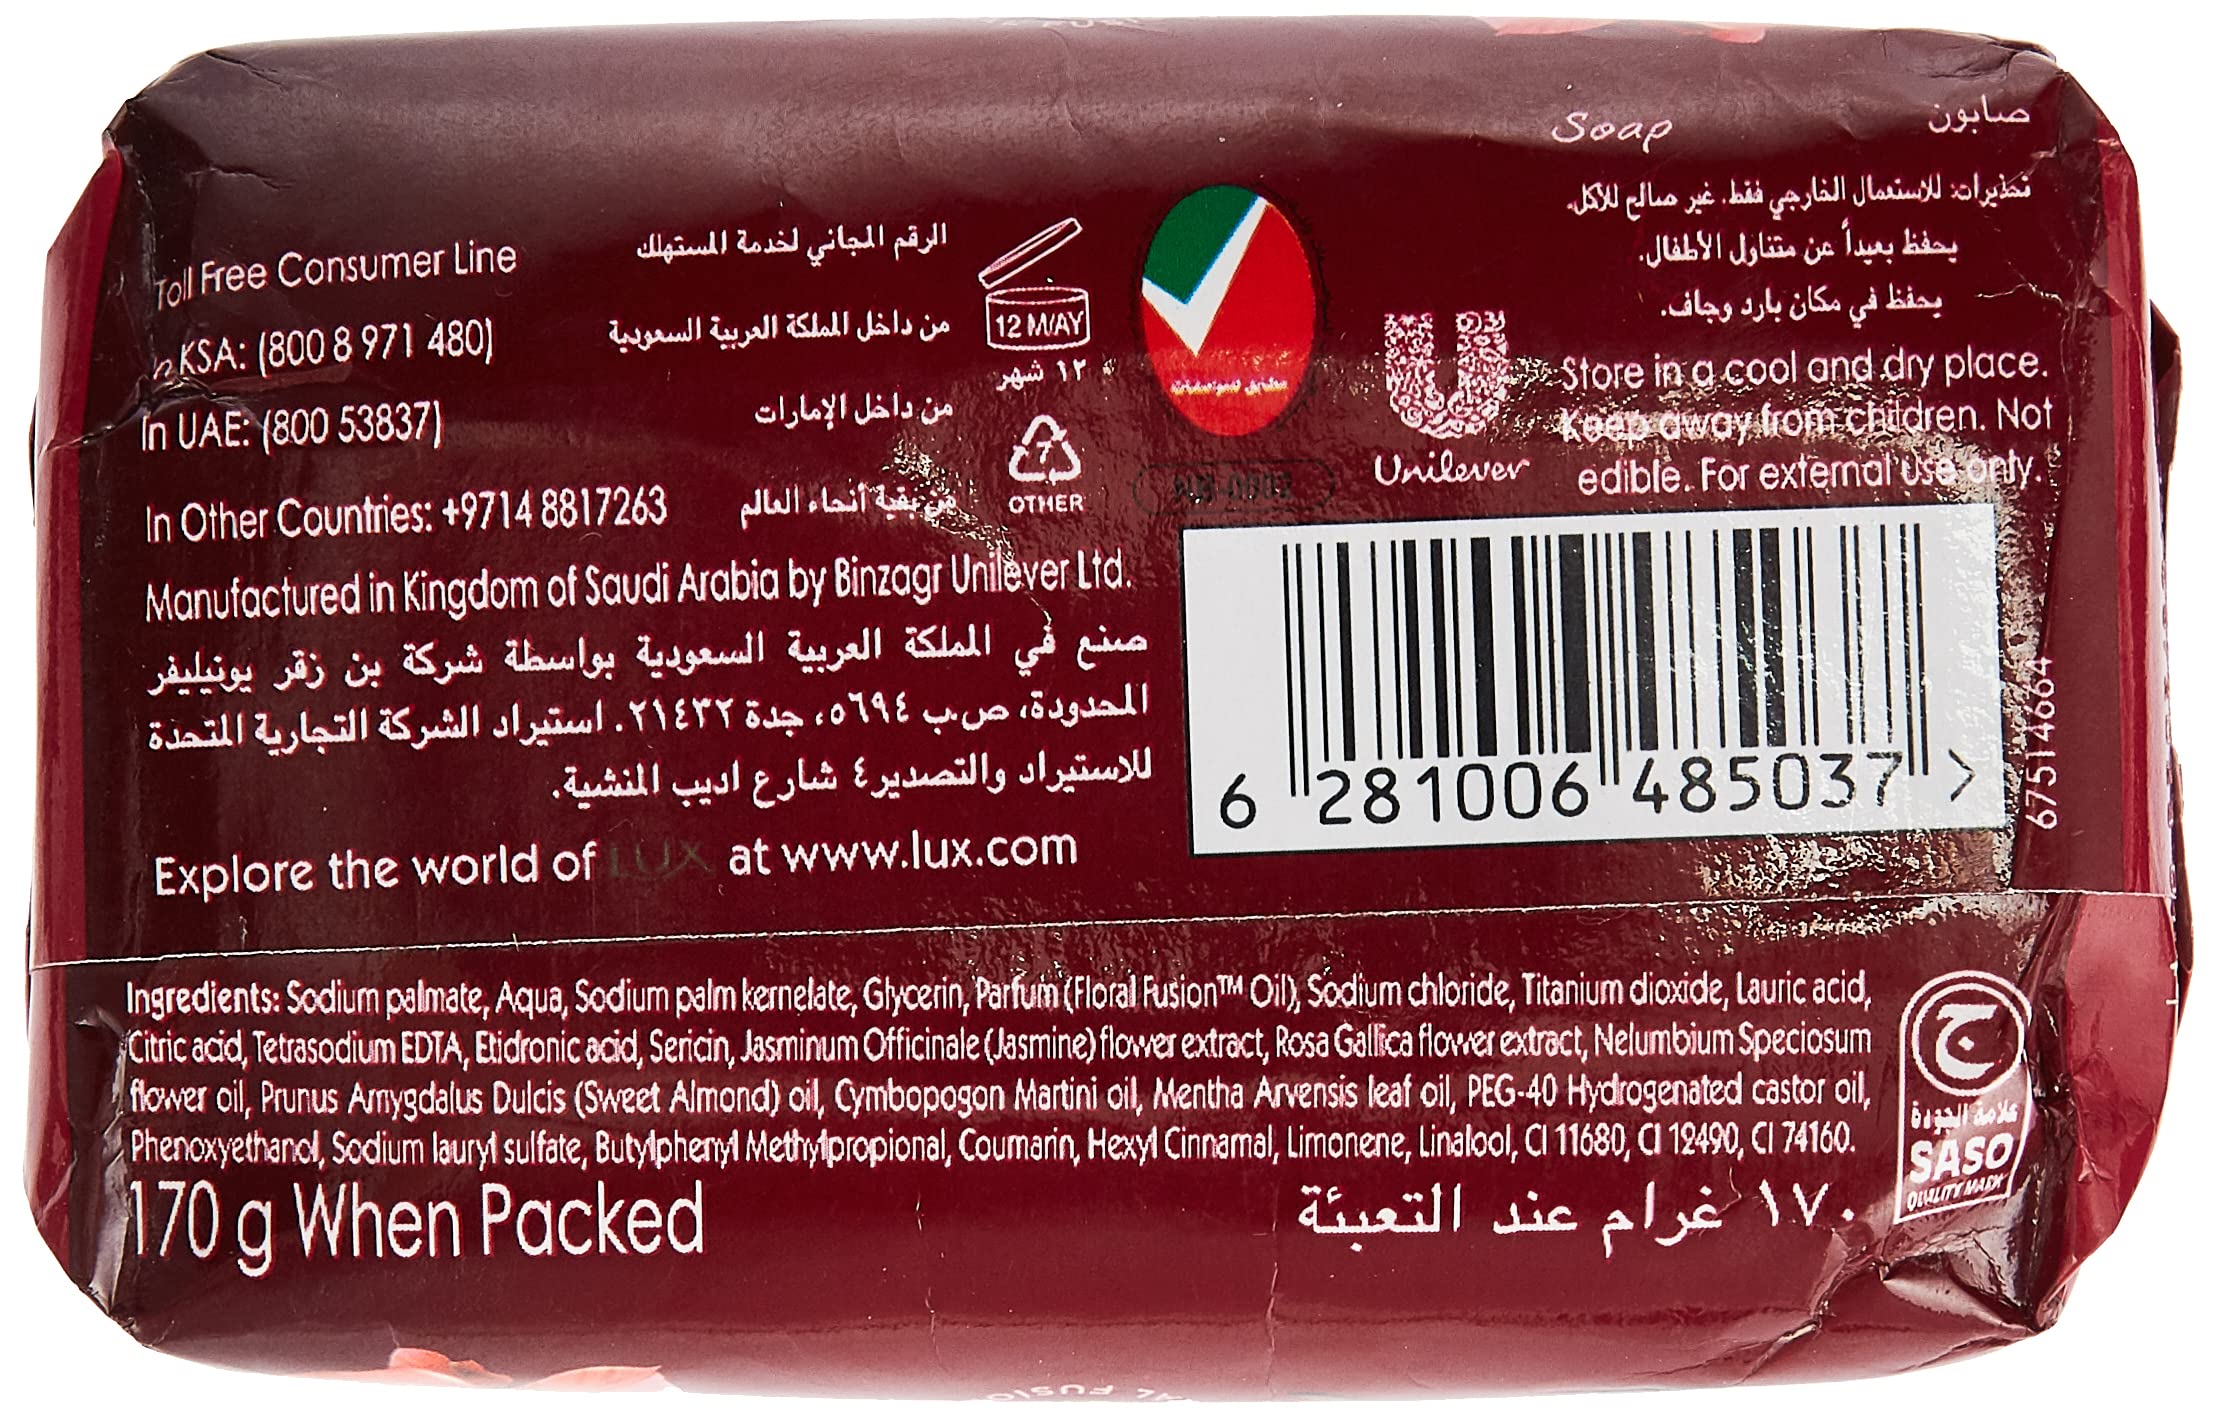 Toll Free Consumer Line
الرقم المجاني لخدمة المستهلك
In KSA: (800 8 971 480)
من داخل المملكة العربية السعودية
In UAE: (800 53837)
من داخل الإمارات
In Other Countries: +9714 8817263
من بقية أنحاء العالم
Manufactured in Kingdom of Saudi Arabia by Binzagr Unilever Ltd.
صنع في المملكة العربية السعودية بواسطة شركة بن زقر يونيليفر
المحدودة، ص.ب ٥٦٩٤، جدة ٢١٤٣٢. استيراد الشركة التجارية المتحدة
للاستيراد والتصدير٤ شارع اديب المنشية.
Explore the world of LUX at www.lux.com
12 M/AY
١٢ شهر
7
OTHER
Unilever
Soap
صابون
تحذيرات: للاستعمال الخارجي فقط. غير صالح للأكل.
يحفظ بعيداً عن متناول الأطفال.
يحفظ في مكان بارد وجاف.
Store in a cool and dry place.
Keep away from children. Not
edible. For external use only.
6 281006 485037 >
67514664
Ingredients: Sodium palmate, Aqua, Sodium palm kernelate, Glycerin, Parfum (Floral Fusion™ Oil), Sodium chloride, Titanium dioxide, Lauric acid,
Citric acid, Tetrasodium EDTA, Etidronic acid, Sericin, Jasminum Officinale (Jasmine) flower extract, Rosa Gallica flower extract, Nelumbium Speciosum
flower oil, Prunus Amygdalus Dulcis (Sweet Almond) oil, Cymbopogon Martini oil, Mentha Arvensis leaf oil, PEG-40 Hydrogenated castor oil,
Phenoxyethanol, Sodium lauryl sulfate, Butylphenyl Methylpropional, Coumarin, Hexyl Cinnamal, Limonene, Linalool, CI 11680, CI 12490, CI 74160.
170 g When Packed
١٧٠ غرام عند التعبئة
علامة الجودة
SASO
QUALITY MARK